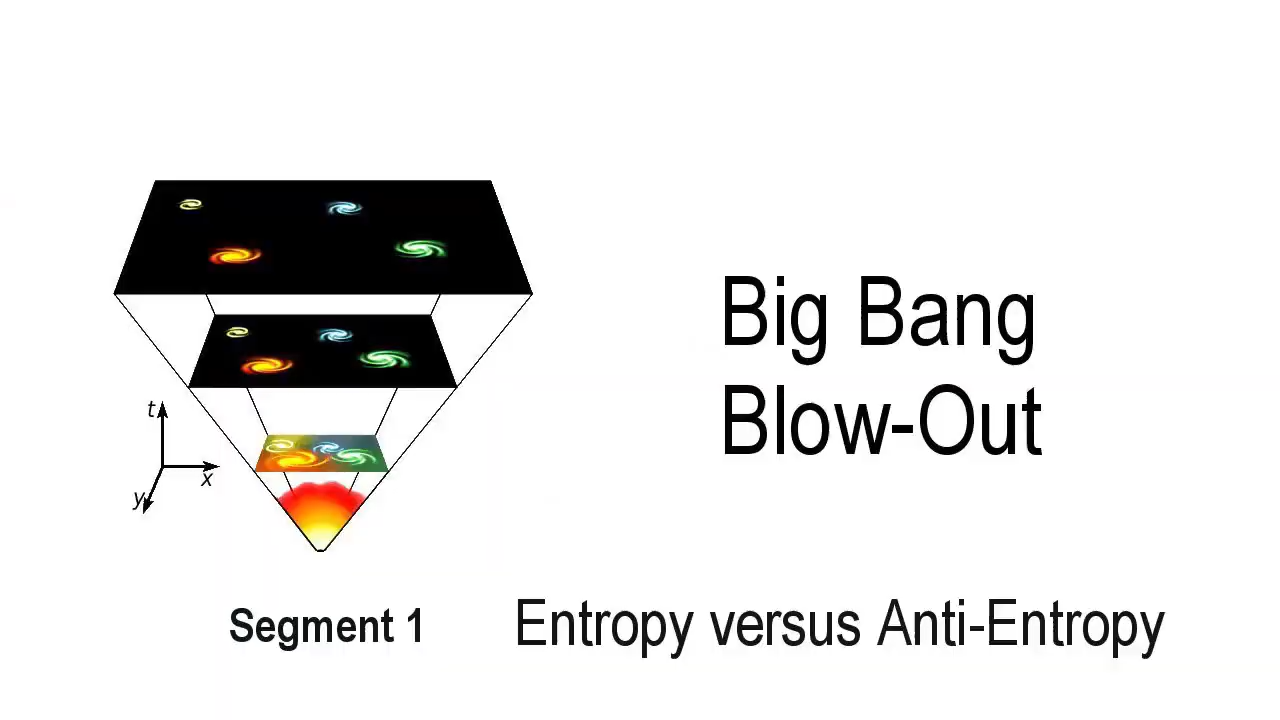 Big Bang
Blow-Out
t
x
y
Segment 1
Entropy versus Anti-Entropy